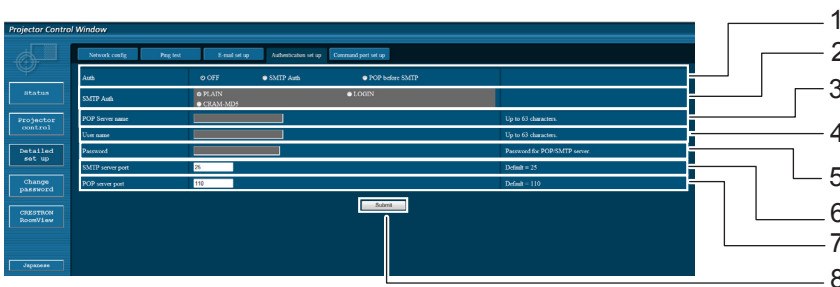 Projector Control Window
Network config Ping test E-mail set up Authentication set up Command port set up
Auth OFF SMTP Auth POP before SMTP
SMTP Auth PLAIN LOGIN
CRAM-MD5
POP Server name Up to 63 characters.
User name Up to 63 characters.
Password Password for POP/SMTP server
SMTP server port 25 Default = 25
POP server port 110 Default = 110
Submit
Status
Projector
control
Detailed
set up
Change
password
CRESTRON
RoomView
Japanese
1
2
3
4
5
6
7
8